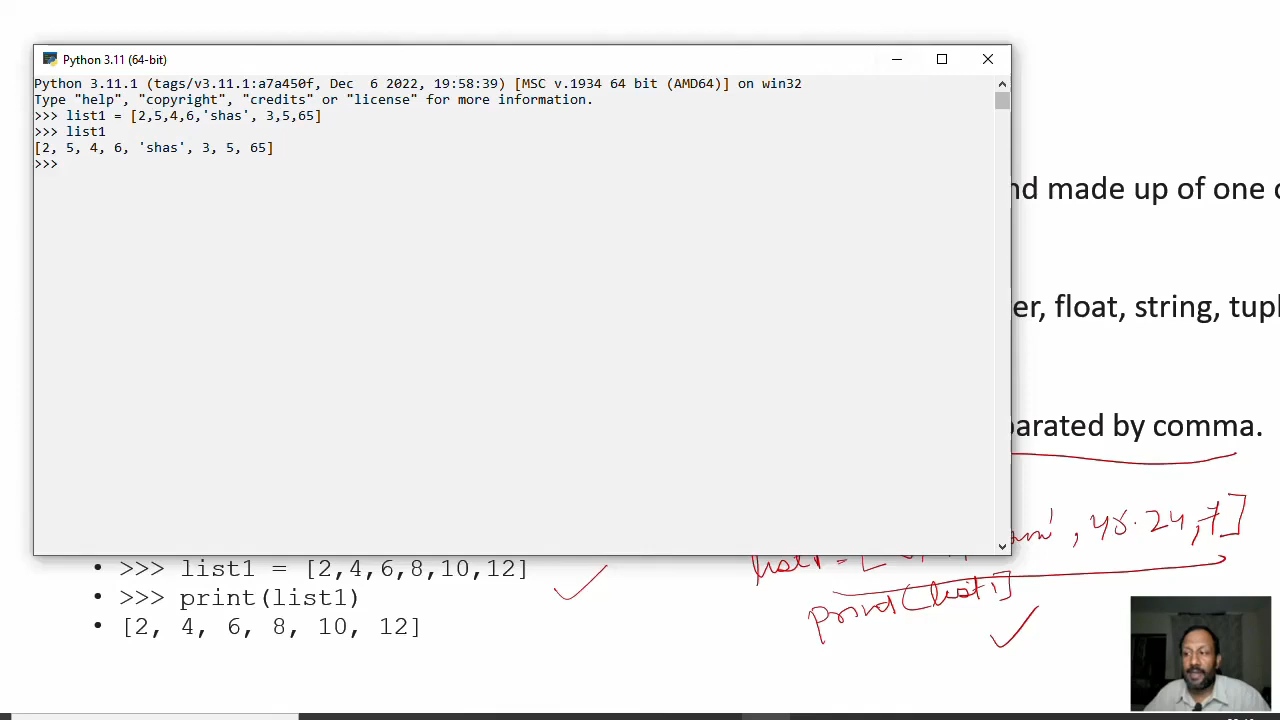 Python 3.11 (64-bit)
Python 3.11.1 (tags/v3.11.1:a7a450f, Dec  6 2022, 19:58:39) [MSC v.1934 64 bit (AMD64)] on win32
Type "help", "copyright", "credits" or "license" for more information.
>>> list1 = [2,5,4,6,'shas', 3,5,65]
>>> list1
[2, 5, 4, 6, 'shas', 3, 5, 65]
>>>
nd made up of one
er, float, string, tupl
parated by comma.
', 48.24,7]
list1=[
print(list1)
• >>> list1 = [2,4,6,8,10,12]
• >>> print(list1)
• [2, 4, 6, 8, 10, 12]